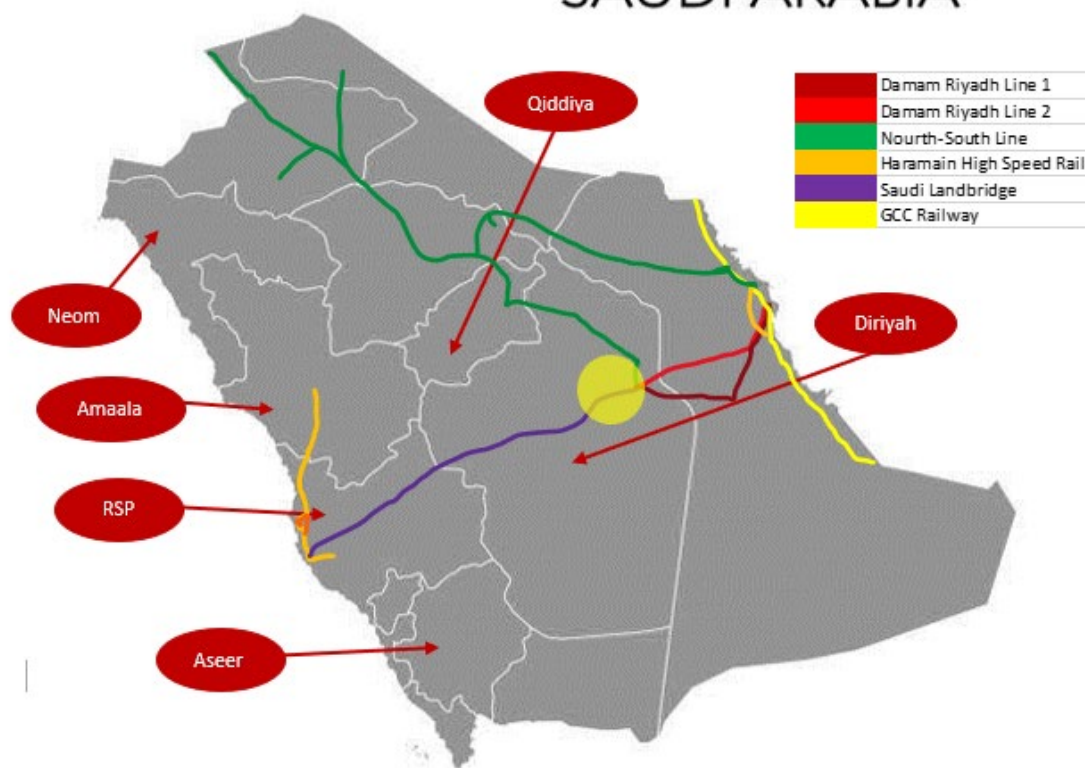 SAUDI ARABIA
Damam Riyadh Line 1
Damam Riyadh Line 2
Nourth-South Line
Haramain High Speed Rail
Saudi Landbridge
GCC Railway
Qiddiya
Neom
Diriyah
Amaala
RSP
Aseer